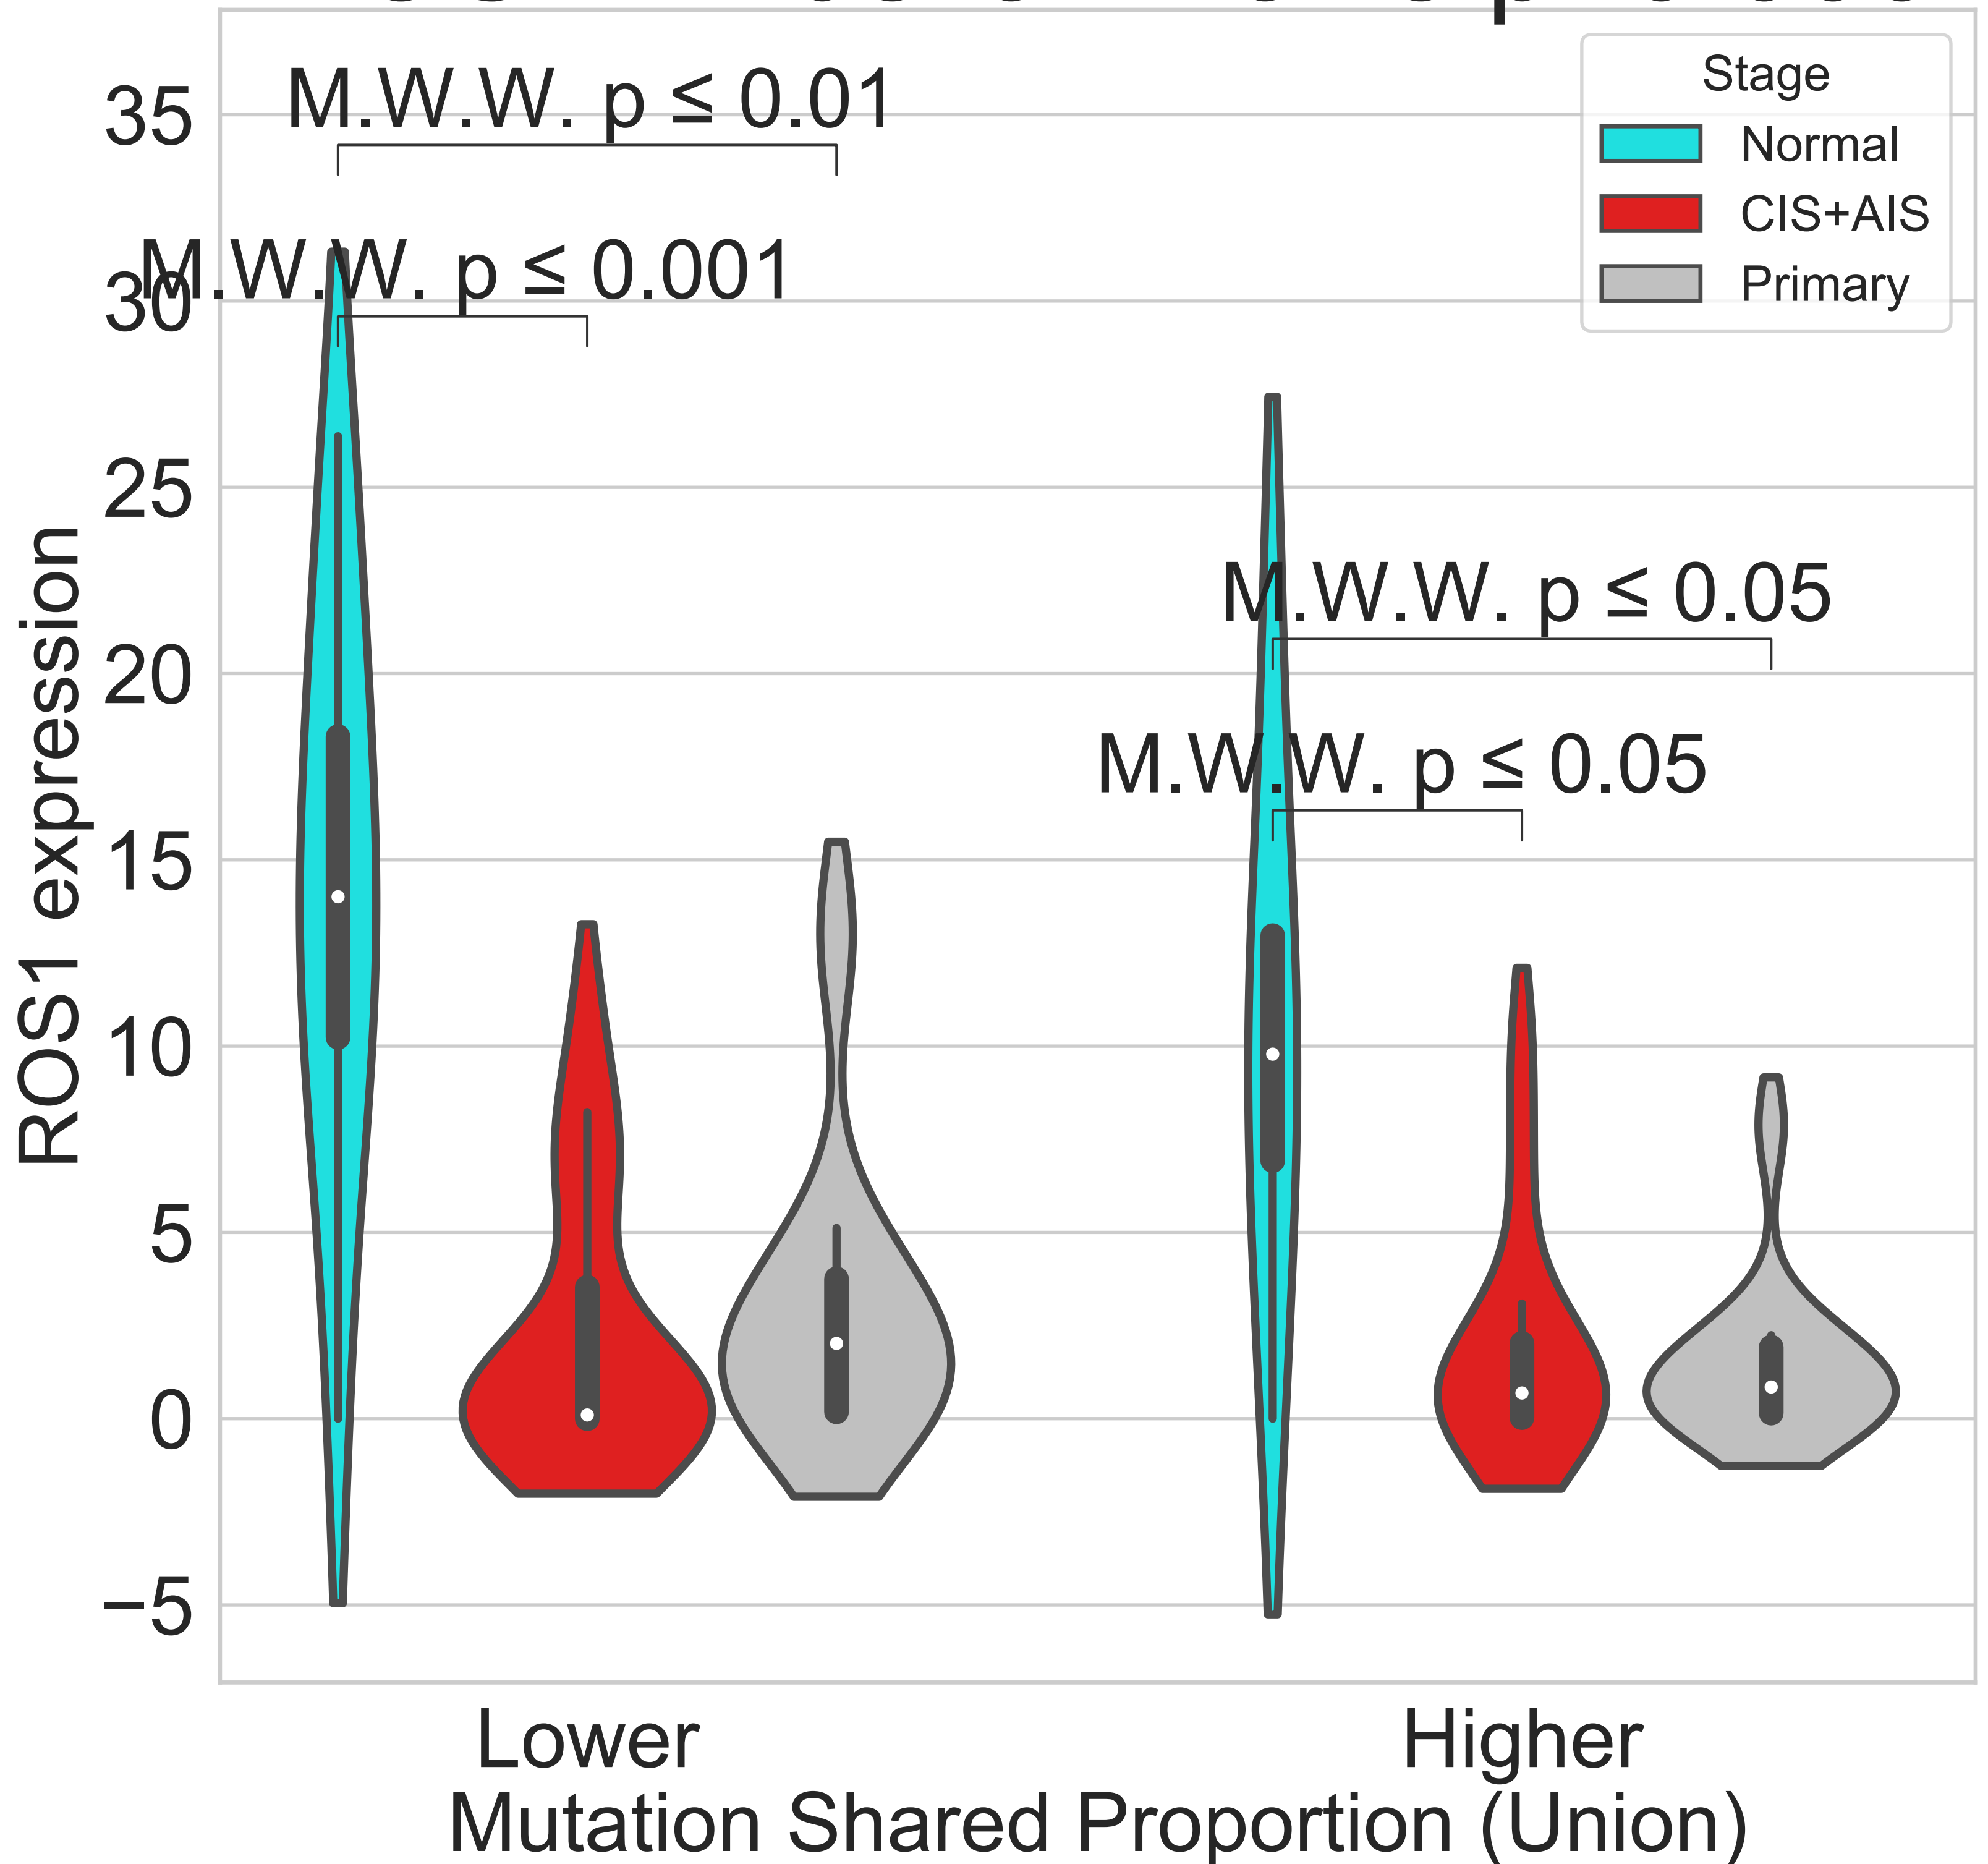 Stage
Normal
CIS+AIS
Primary
M.W.W. p ≤ 0.01
M.W.W. p ≤ 0.001
M.W.W. p ≤ 0.05
M.W.W. p ≤ 0.05
35
30
25
20
15
10
5
0
−5
ROS1 expression
Lower
Higher
Mutation Shared Proportion (Union)